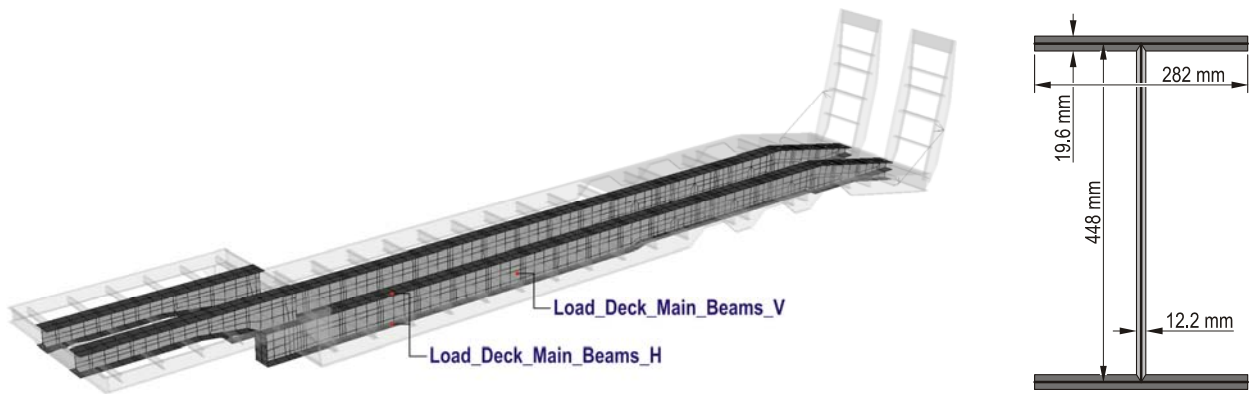 Load_Deck_Main_Beams_V
Load_Deck_Main_Beams_H
282 mm
19.6 mm
448 mm
12.2 mm